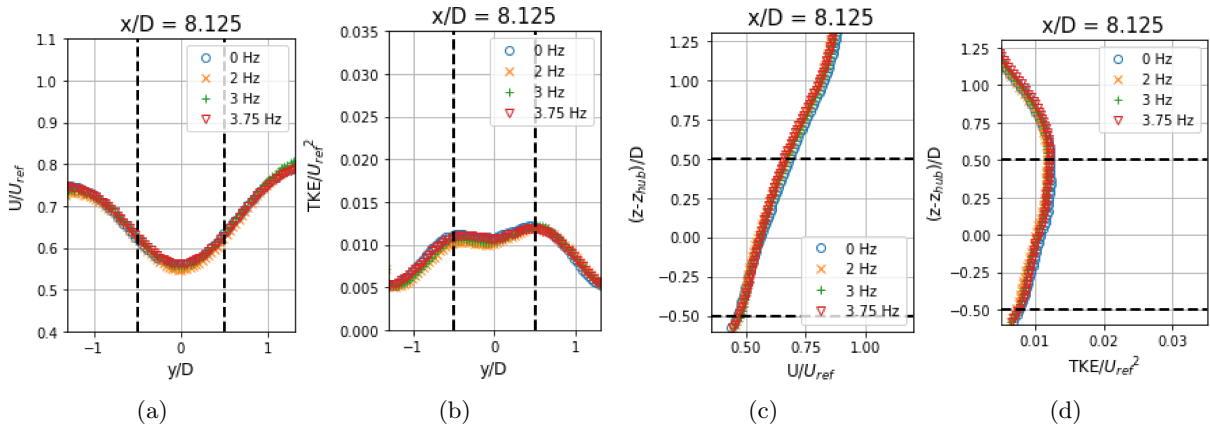 x/D = 8.125
1.1
1.0
0.9
0.8
0.7
0.6
0.5
0.4
U/U_ref
−1
0
1
y/D
0 Hz
2 Hz
3 Hz
3.75 Hz
(a)
x/D = 8.125
0.035
0.030
0.025
0.020
0.015
0.010
0.005
0.000
TKE/U_ref²
−1
0
1
y/D
0 Hz
2 Hz
3 Hz
3.75 Hz
(b)
x/D = 8.125
1.25
1.00
0.75
0.50
0.25
0.00
−0.25
−0.50
(z-z_hub)/D
0.50
0.75
1.00
U/U_ref
0 Hz
2 Hz
3 Hz
3.75 Hz
(c)
x/D = 8.125
1.25
1.00
0.75
0.50
0.25
0.00
−0.25
−0.50
(z-z_hub)/D
0.01
0.02
0.03
TKE/U_ref²
0 Hz
2 Hz
3 Hz
3.75 Hz
(d)